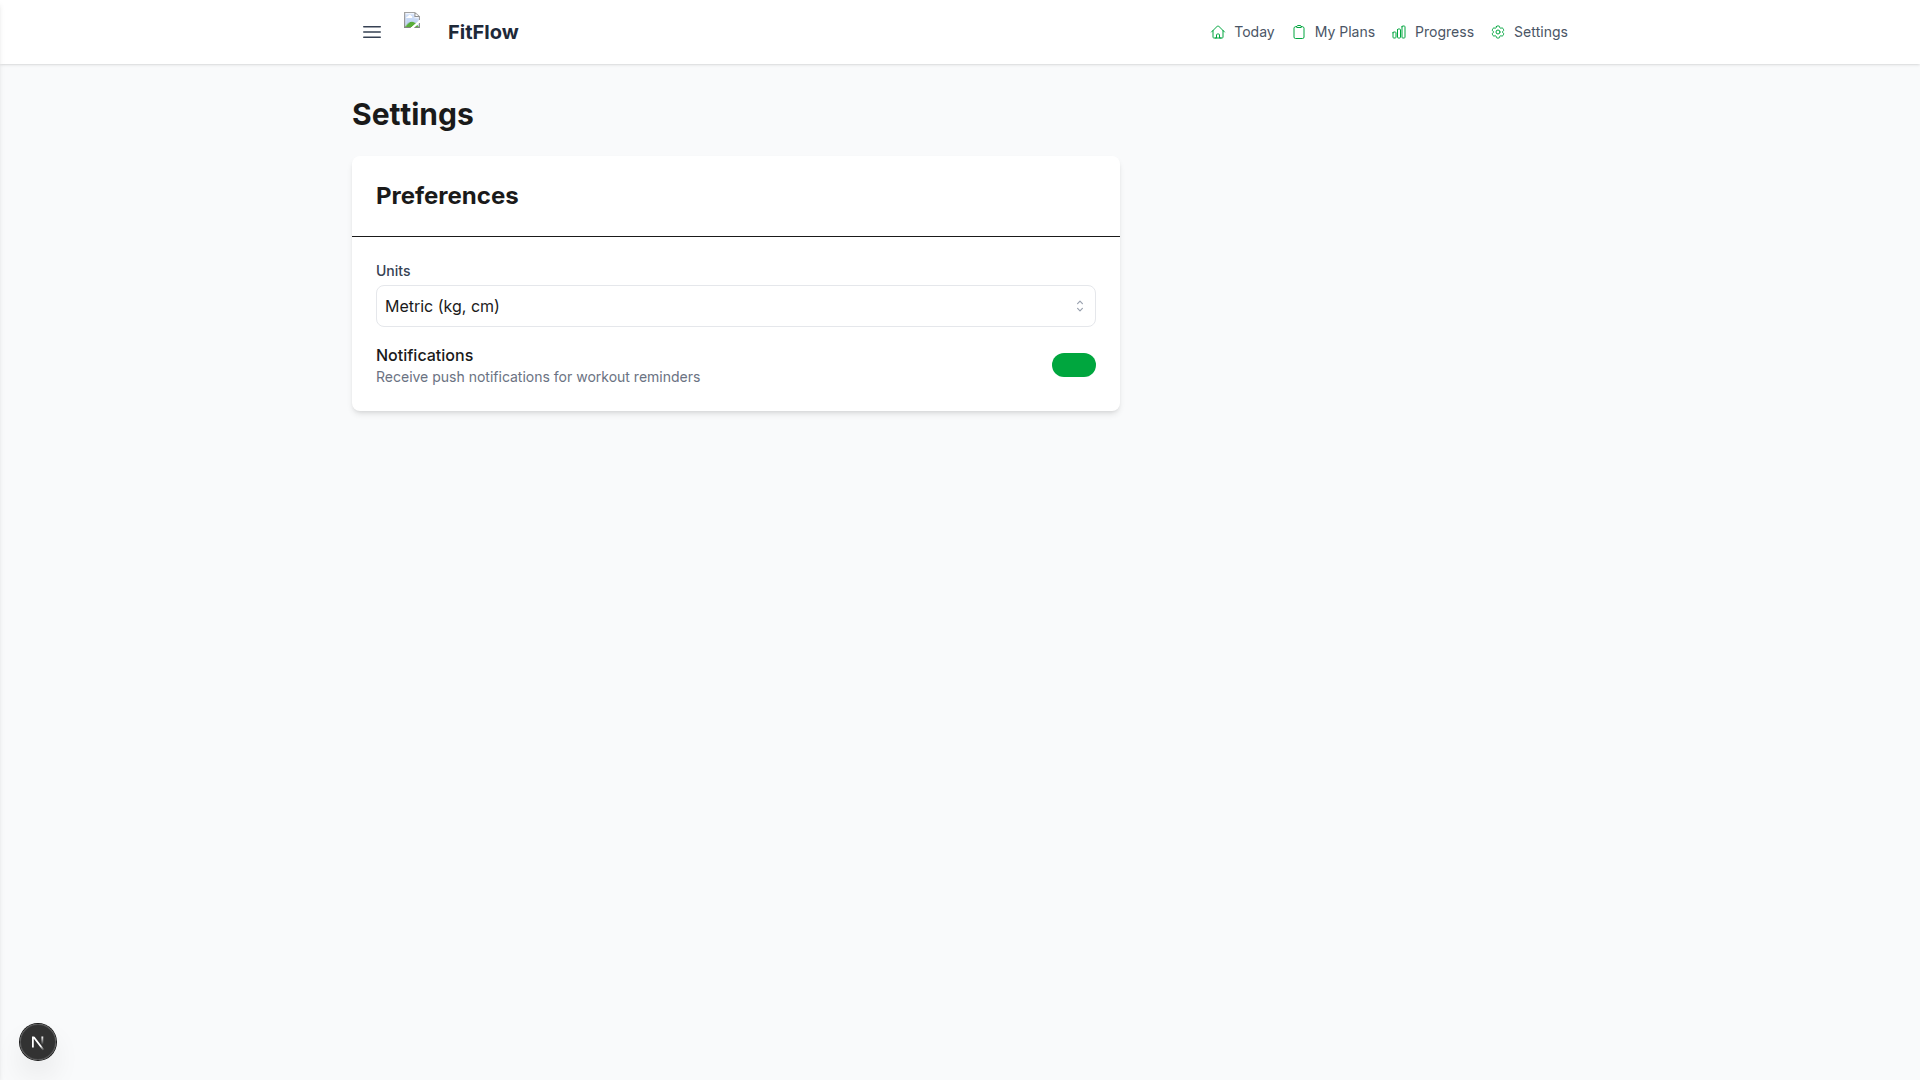 FitFlow
Today
My Plans
Progress
Settings
Settings
Preferences
Units
Metric (kg, cm)
Notifications
Receive push notifications for workout reminders
N